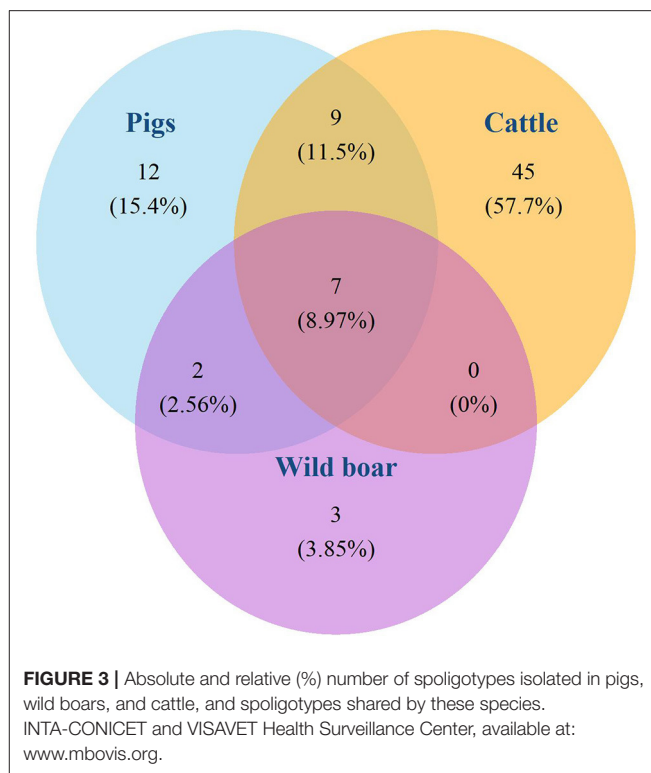 Pigs
12
(15.4%)
9
(11.5%)
Cattle
45
(57.7%)
7
(8.97%)
2
(2.56%)
0
(0%)
Wild boar
3
(3.85%)
FIGURE 3 | Absolute and relative (%) number of spoligotypes isolated in pigs,
wild boars, and cattle, and spoligotypes shared by these species.
INTA-CONICET and VISAVET Health Surveillance Center, available at:
www.mbovis.org.